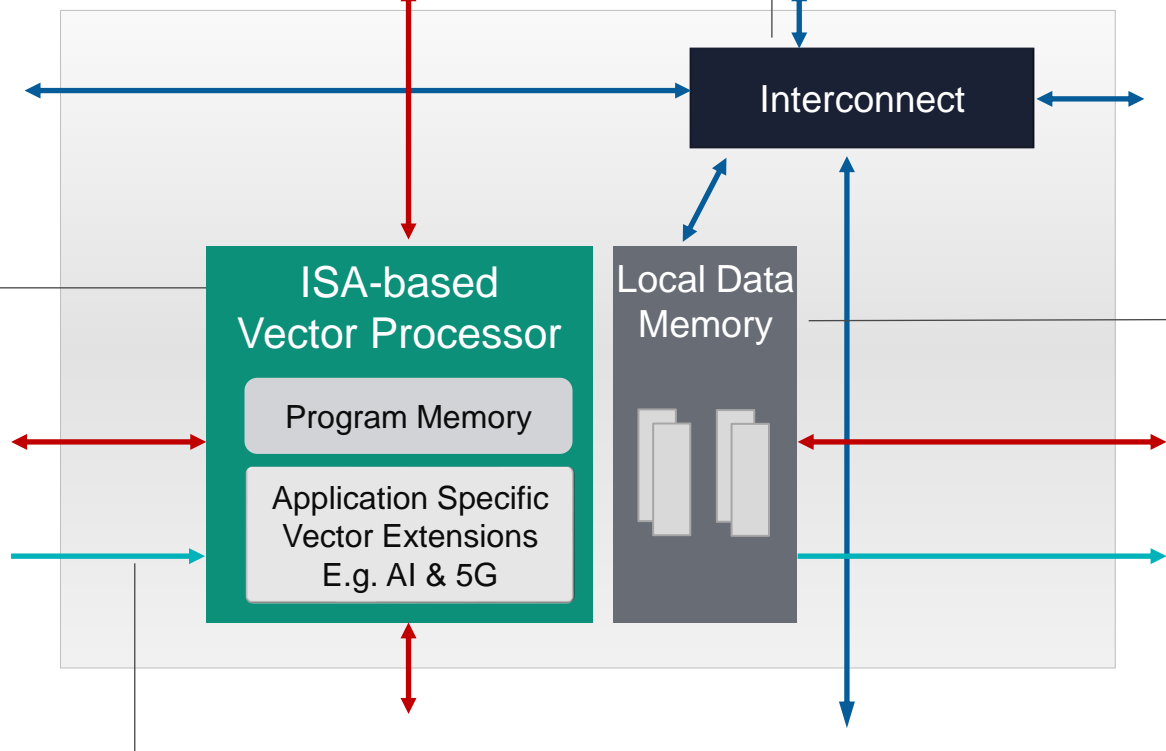 Interconnect
ISA-based
Vector Processor
Program Memory
Application Specific
Vector Extensions
E.g. AI & 5G
Local Data
Memory